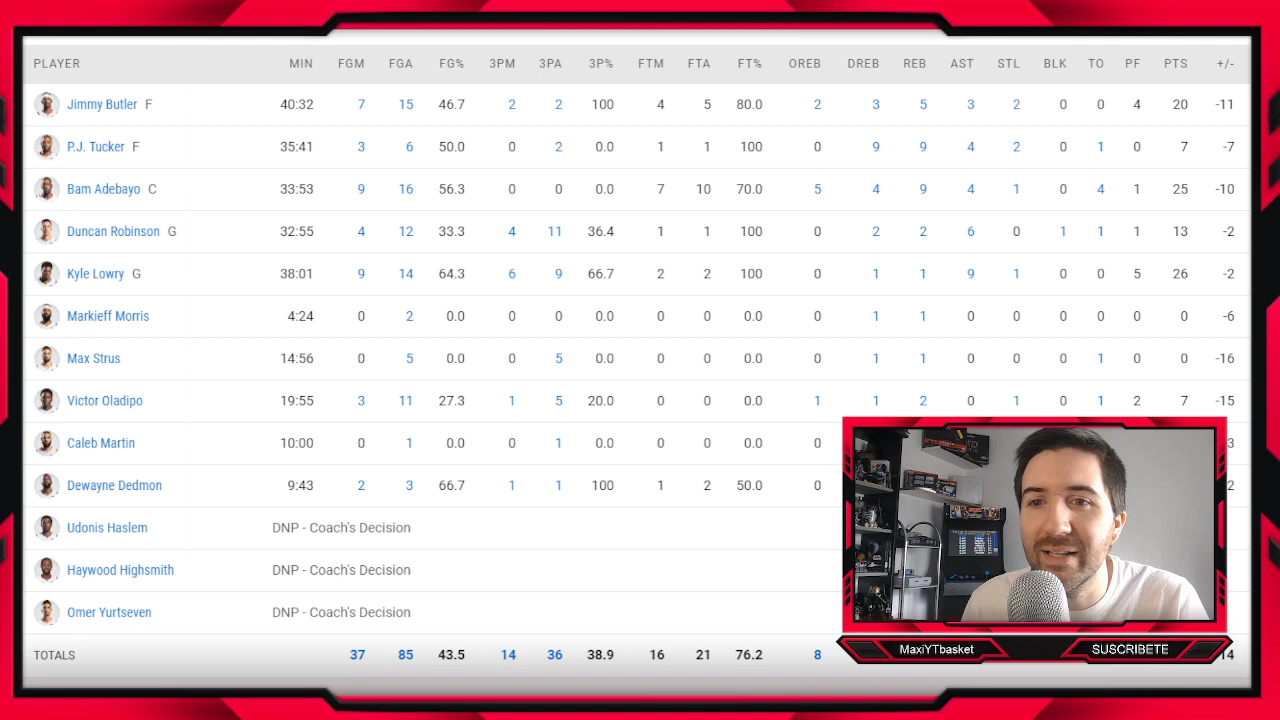 PLAYER MIN FGM FGA FG% 3PM 3PA 3P% FTM FTA FT% OREB DREB REB AST STL BLK TO PF PTS +/-
Jimmy Butler F 40:32 7 15 46.7 2 2 100 4 5 80.0 2 3 5 3 2 0 0 4 20 -11
P.J. Tucker F 35:41 3 6 50.0 0 2 0.0 1 1 100 0 9 9 4 2 0 1 0 7 -7
Bam Adebayo C 33:53 9 16 56.3 0 0 0.0 7 10 70.0 5 4 9 4 1 0 4 1 25 -10
Duncan Robinson G 32:55 4 12 33.3 4 11 36.4 1 1 100 0 2 2 6 0 1 1 1 13 -2
Kyle Lowry G 38:01 9 14 64.3 6 9 66.7 2 2 100 0 1 1 9 1 0 0 5 26 -2
Markieff Morris 4:24 0 2 0.0 0 0 0.0 0 0 0.0 0 1 1 0 0 0 0 0 0 -6
Max Strus 14:56 0 5 0.0 0 5 0.0 0 0 0.0 0 1 1 0 0 0 1 0 0 -16
Victor Oladipo 19:55 3 11 27.3 1 5 20.0 0 0 0.0 1 1 2 0 1 0 1 2 7 -15
Caleb Martin 10:00 0 1 0.0 0 1 0.0 0 0 0.0 0 3
Dewayne Dedmon 9:43 2 3 66.7 1 1 100 1 2 50.0 0 2
Udonis Haslem DNP - Coach's Decision
Haywood Highsmith DNP - Coach's Decision
Omer Yurtseven DNP - Coach's Decision
TOTALS 37 85 43.5 14 36 38.9 16 21 76.2 8 14
MaxiYTbasket SUSCRIBETE